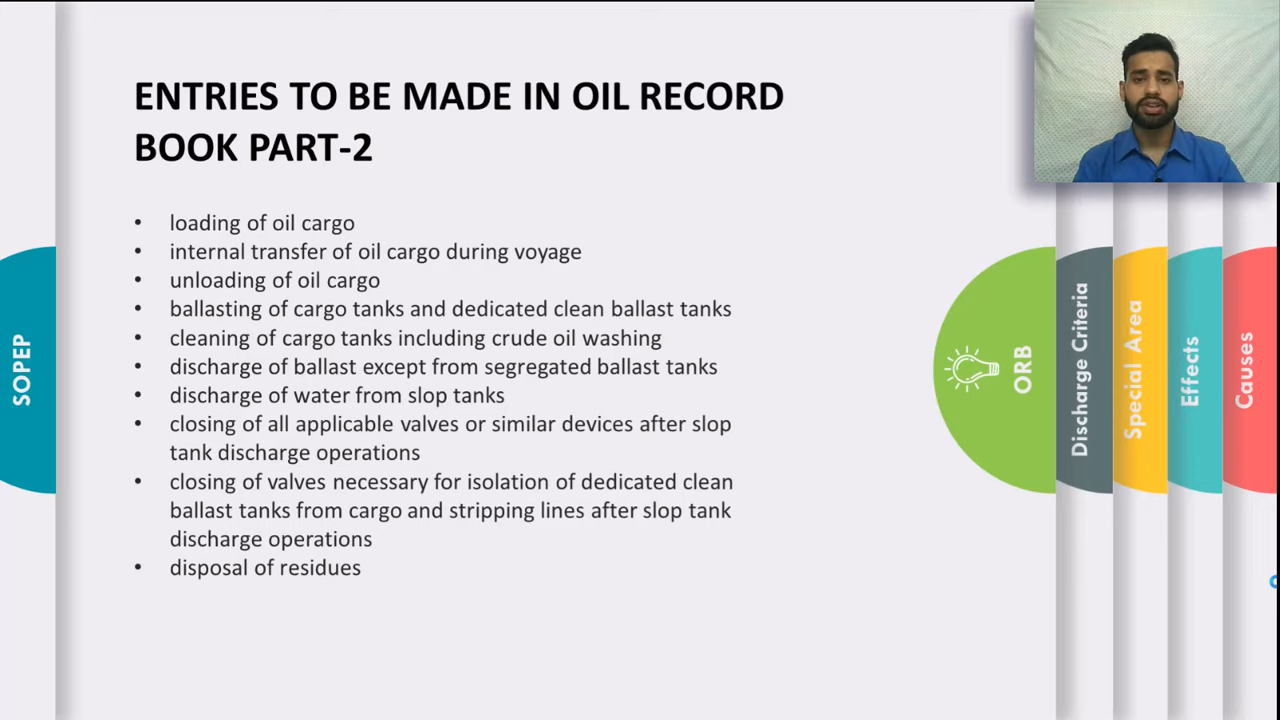 ENTRIES TO BE MADE IN OIL RECORD
BOOK PART-2
• loading of oil cargo
• internal transfer of oil cargo during voyage
• unloading of oil cargo
• ballasting of cargo tanks and dedicated clean ballast tanks
• cleaning of cargo tanks including crude oil washing
• discharge of ballast except from segregated ballast tanks
• discharge of water from slop tanks
• closing of all applicable valves or similar devices after slop
tank discharge operations
• closing of valves necessary for isolation of dedicated clean
ballast tanks from cargo and stripping lines after slop tank
discharge operations
• disposal of residues
SOPEP
ORB
Discharge Criteria
Special Area
Effects
Causes